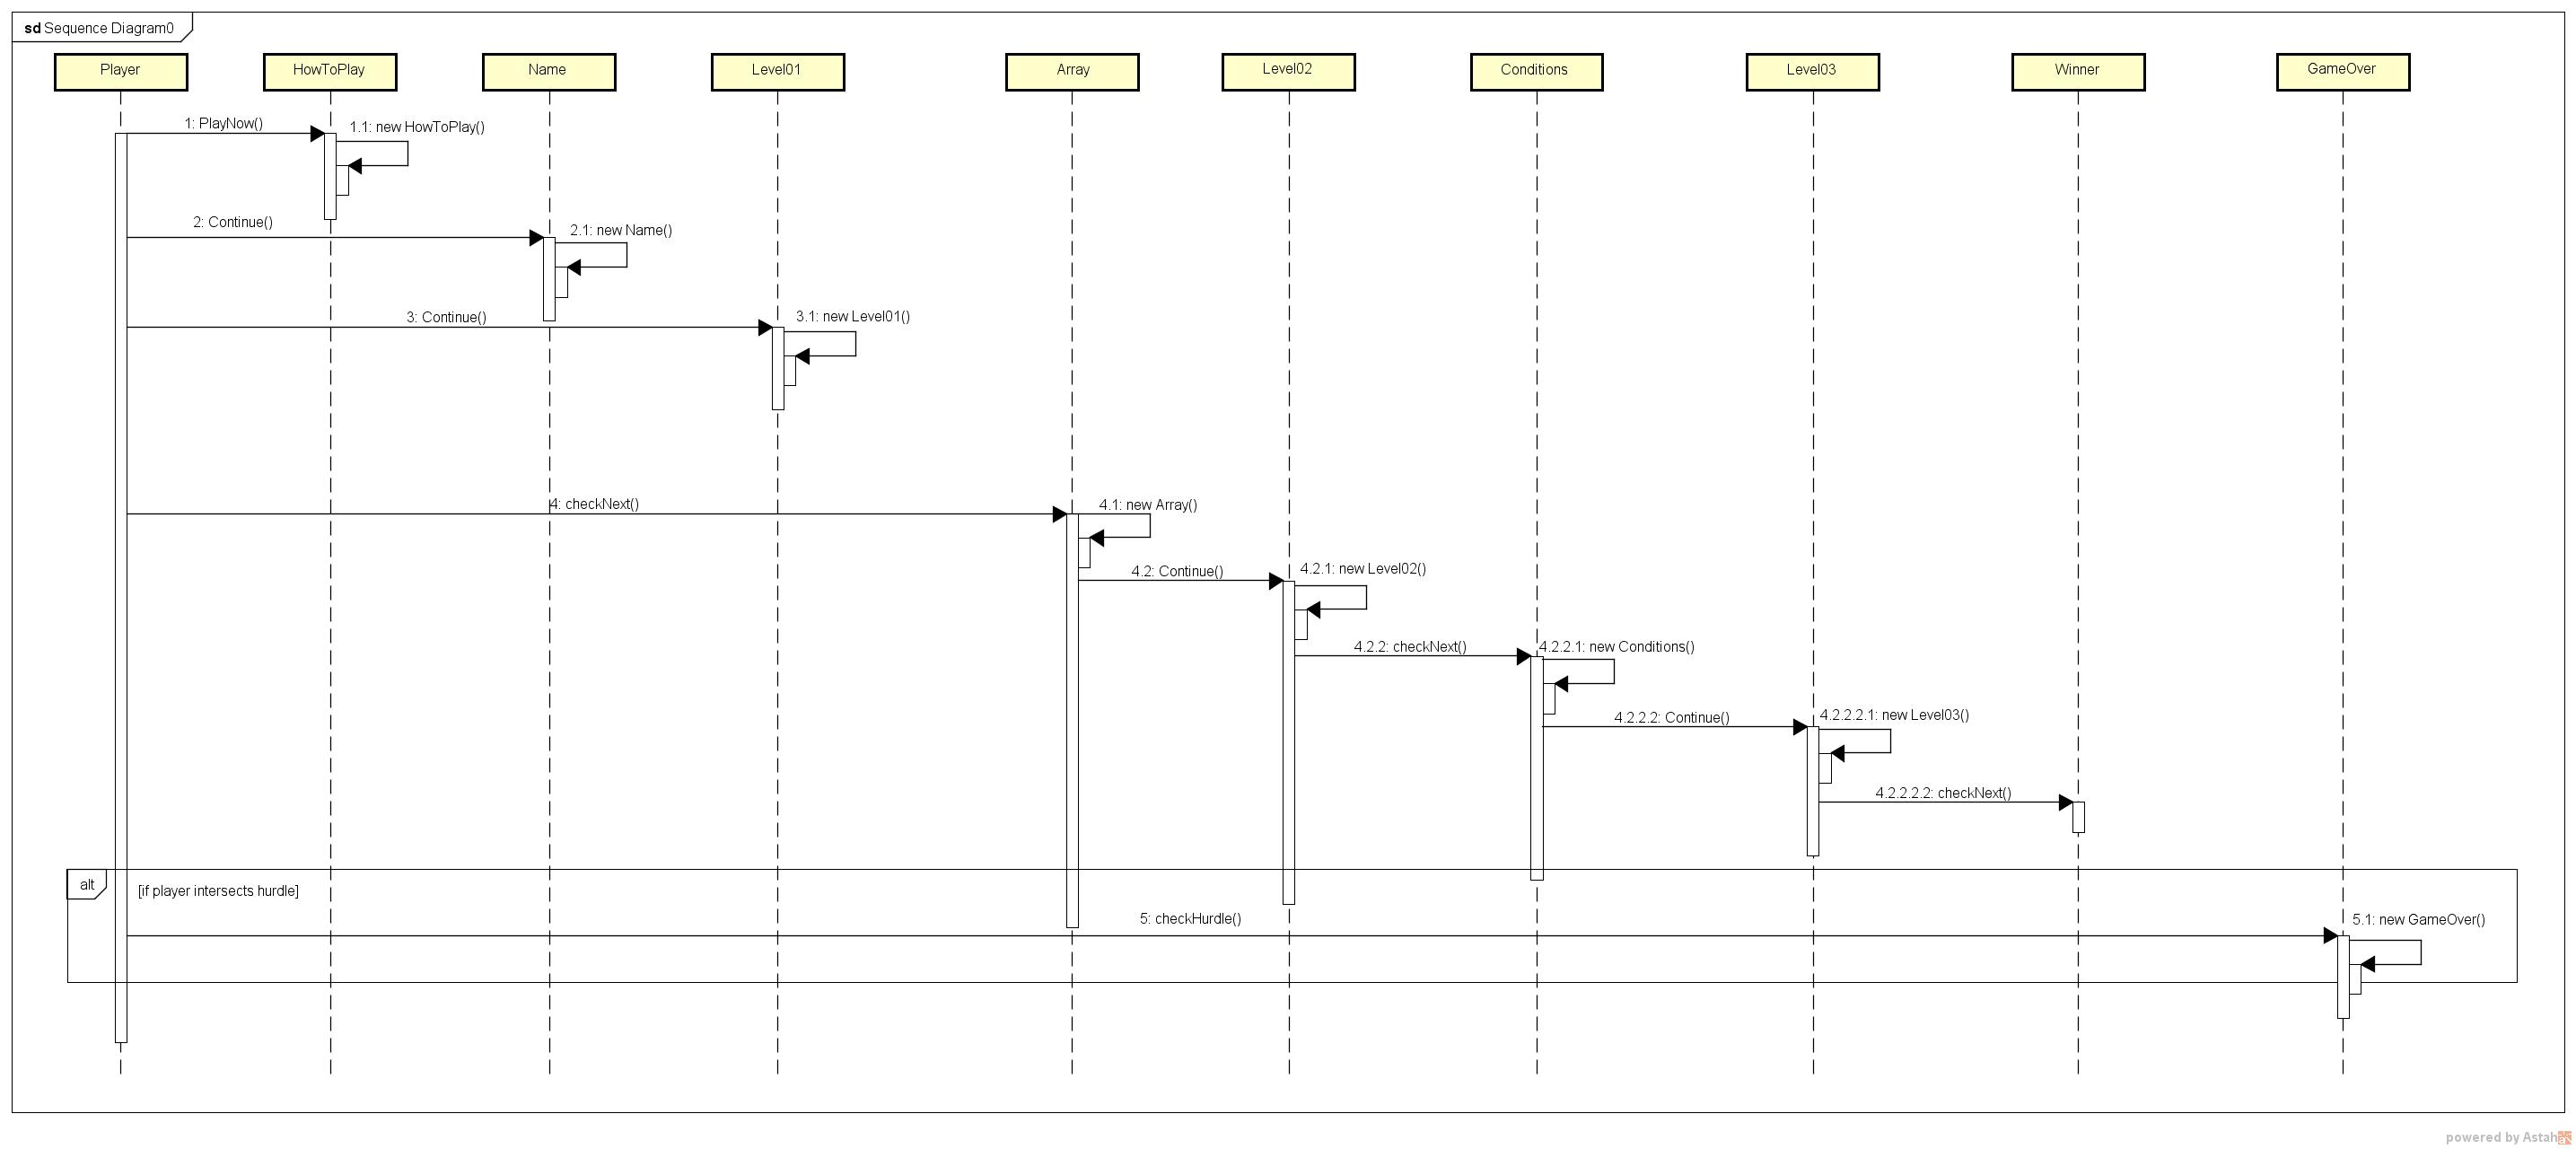 sd Sequence Diagram0
Player
HowToPlay
Name
Level01
Array
Level02
Conditions
Level03
Winner
GameOver
1: PlayNow()
1.1: new HowToPlay()
2: Continue()
2.1: new Name()
3: Continue()
3.1: new Level01()
4: checkNext()
4.1: new Array()
4.2: Continue()
4.2.1: new Level02()
4.2.2: checkNext()
4.2.2.1: new Conditions()
4.2.2.2: Continue()
4.2.2.2.1: new Level03()
4.2.2.2.2: checkNext()
alt
[if player intersects hurdle]
5: checkHurdle()
5.1: new GameOver()
powered by Astah